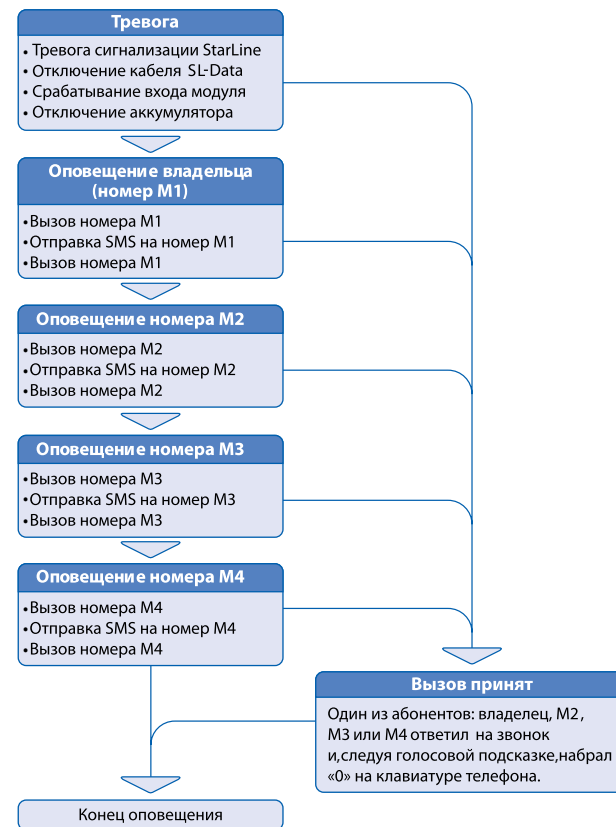 Тревога
• Тревога сигнализации StarLine
• Отключение кабеля SL-Data
• Срабатывание входа модуля
• Отключение аккумулятора
Оповещение владельца
(номер М1)
•Вызов номера М1
•Отправка SMS на номер М1
•Вызов номера М1
Оповещение номера М2
•Вызов номера М2
•Отправка SMS на номер М2
•Вызов номера М2
Оповещение номера М3
•Вызов номера М3
•Отправка SMS на номер М3
•Вызов номера М3
Оповещение номера М4
•Вызов номера М4
•Отправка SMS на номер М4
•Вызов номера М4
Вызов принят
Один из абонентов: владелец, М2,
М3 или М4 ответил на звонок
и,следуя голосовой подсказке,набрал
«0» на клавиатуре телефона.
Конец оповещения